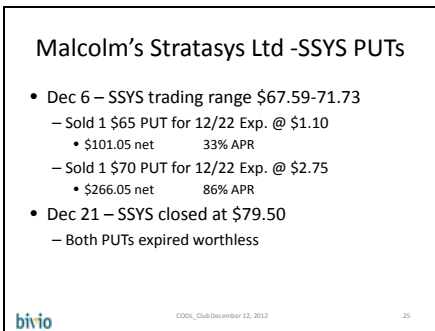 Malcolm's Stratasys Ltd -SSYS PUTs
• Dec 6 – SSYS trading range $67.59-71.73
– Sold 1 $65 PUT for 12/22 Exp. @ $1.10
• $101.05 net 33% APR
– Sold 1 $70 PUT for 12/22 Exp. @ $2.75
• $266.05 net 86% APR
• Dec 21 – SSYS closed at $79.50
– Both PUTs expired worthless
bivio
COOL_Club December 12, 2012
25